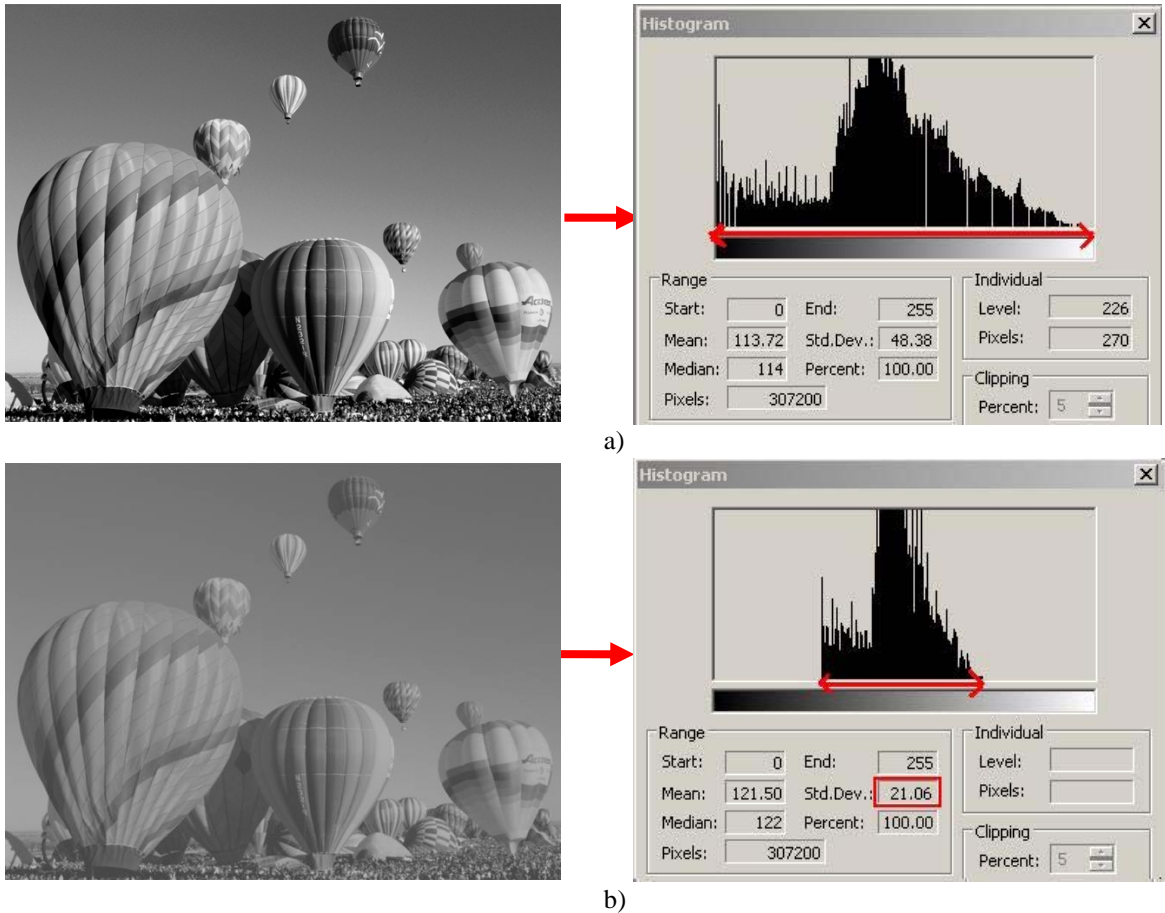 Histogram
Range
Start: 0 End: 255
Mean: 113.72 Std.Dev.: 48.38
Median: 114 Percent: 100.00
Pixels: 307200
Individual
Level: 226
Pixels: 270
Clipping
Percent: 5
a)
Histogram
Range
Start: 0 End: 255
Mean: 121.50 Std.Dev.: 21.06
Median: 122 Percent: 100.00
Pixels: 307200
Individual
Level:
Pixels:
Clipping
Percent: 5
b)